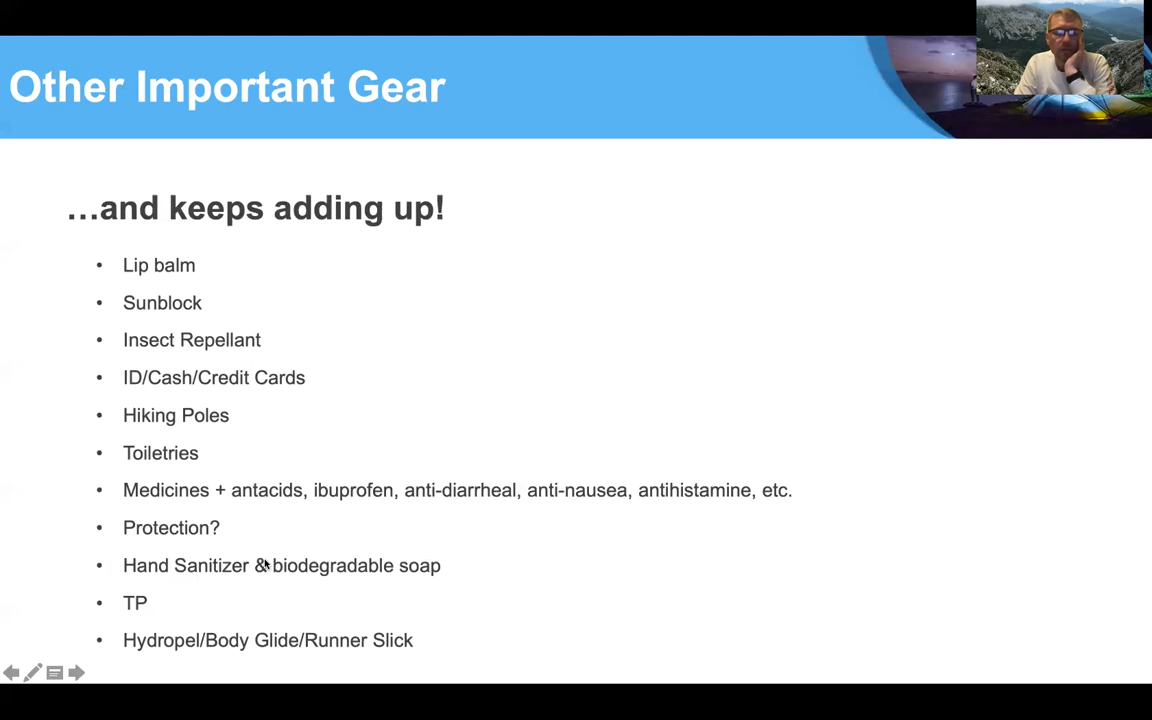 Other Important Gear
…and keeps adding up!
• Lip balm
• Sunblock
• Insect Repellant
• ID/Cash/Credit Cards
• Hiking Poles
• Toiletries
• Medicines + antacids, ibuprofen, anti-diarrheal, anti-nausea, antihistamine, etc.
• Protection?
• Hand Sanitizer & biodegradable soap
• TP
• Hydropel/Body Glide/Runner Slick